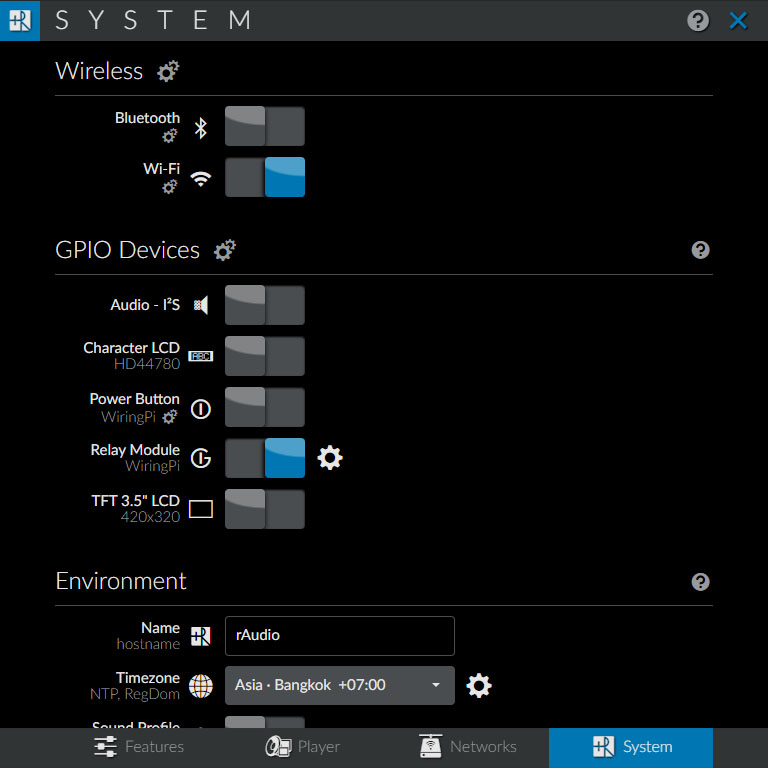 SYSTEM
Wireless
Bluetooth
Wi-Fi
GPIO Devices
Audio - I²S
Character LCD
HD44780
ABC
Power Button
WiringPi
Relay Module
WiringPi
TFT 3.5" LCD
420x320
Environment
Name
hostname
rAudio
Timezone
NTP, RegDom
Asia · Bangkok +07:00
Sound Profile
Features
Player
Networks
System